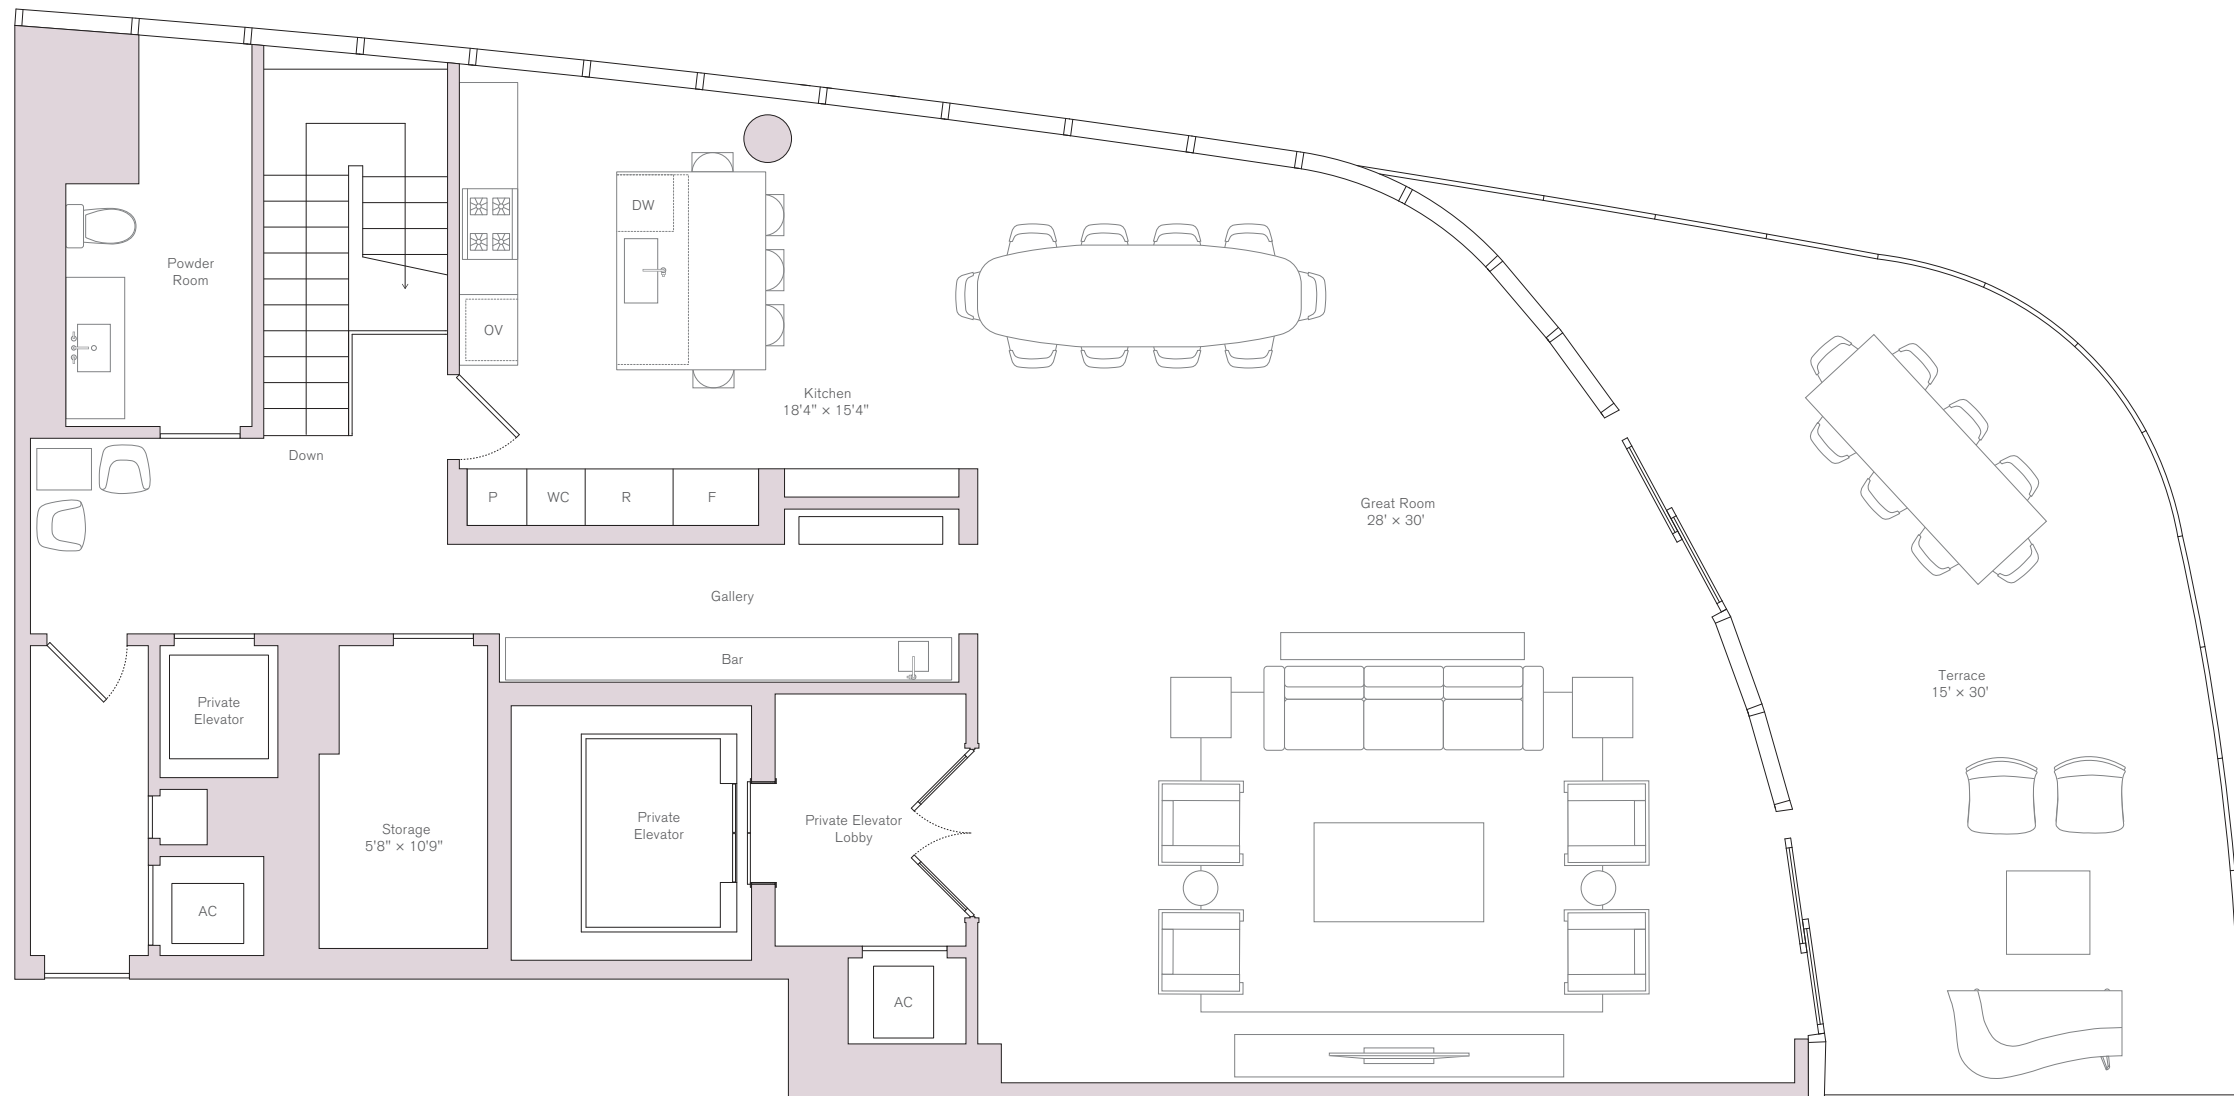 DW
Powder
Room
OV
Kitchen
18'4" × 15'4"
Down
P
WC
R
F
Great Room
28' × 30'
Gallery
Bar
Private
Elevator
Terrace
15' × 30'
Storage
5'8" × 10'9"
Private
Elevator
Private Elevator
Lobby
AC
AC